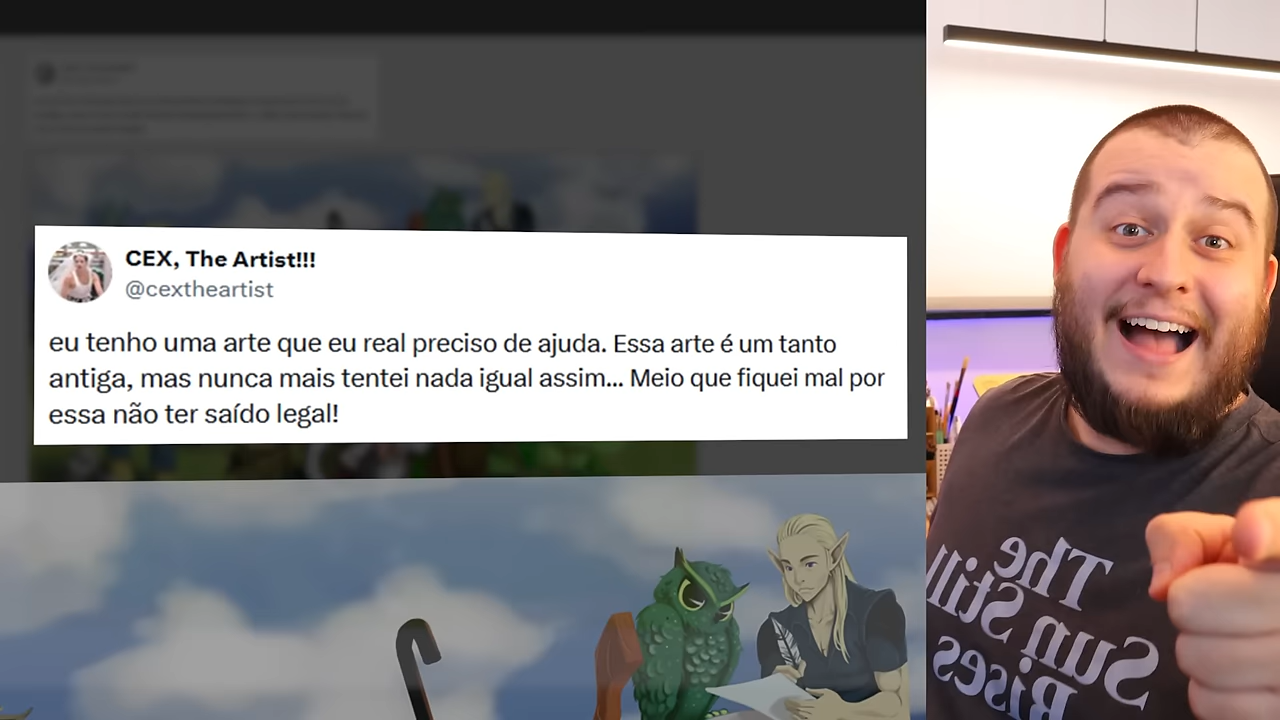 CEX, The Artist!!!
@cextheartist
eu tenho uma arte que eu real preciso de ajuda. Essa arte é um tanto
antiga, mas nunca mais tentei nada igual assim... Meio que fiquei mal por
essa não ter saído legal!
The
Still
Sun
Rises